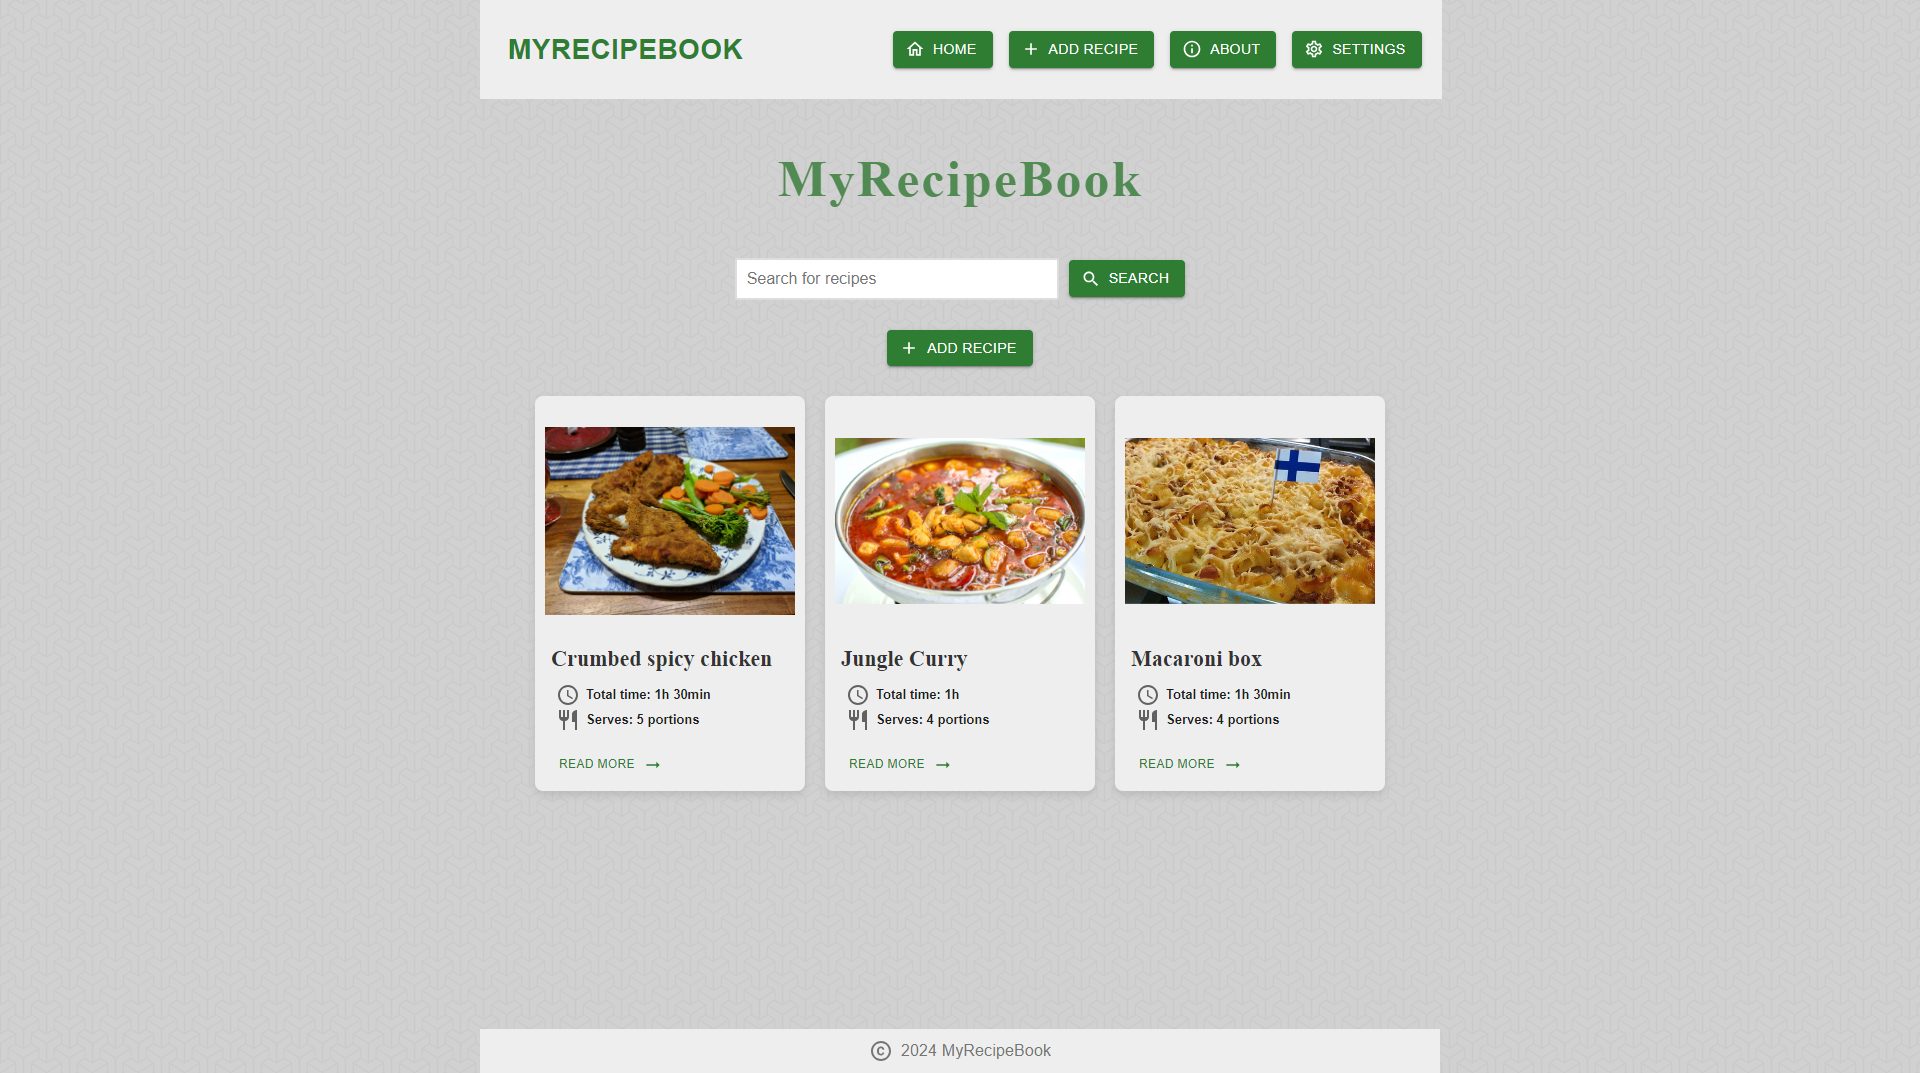 MYRECIPEBOOK
HOME
ADD RECIPE
ABOUT
SETTINGS
MyRecipeBook
Search for recipes
SEARCH
ADD RECIPE
Crumbed spicy chicken
Total time: 1h 30min
Serves: 5 portions
READ MORE →
Jungle Curry
Total time: 1h
Serves: 4 portions
READ MORE →
Macaroni box
Total time: 1h 30min
Serves: 4 portions
READ MORE →
© 2024 MyRecipeBook